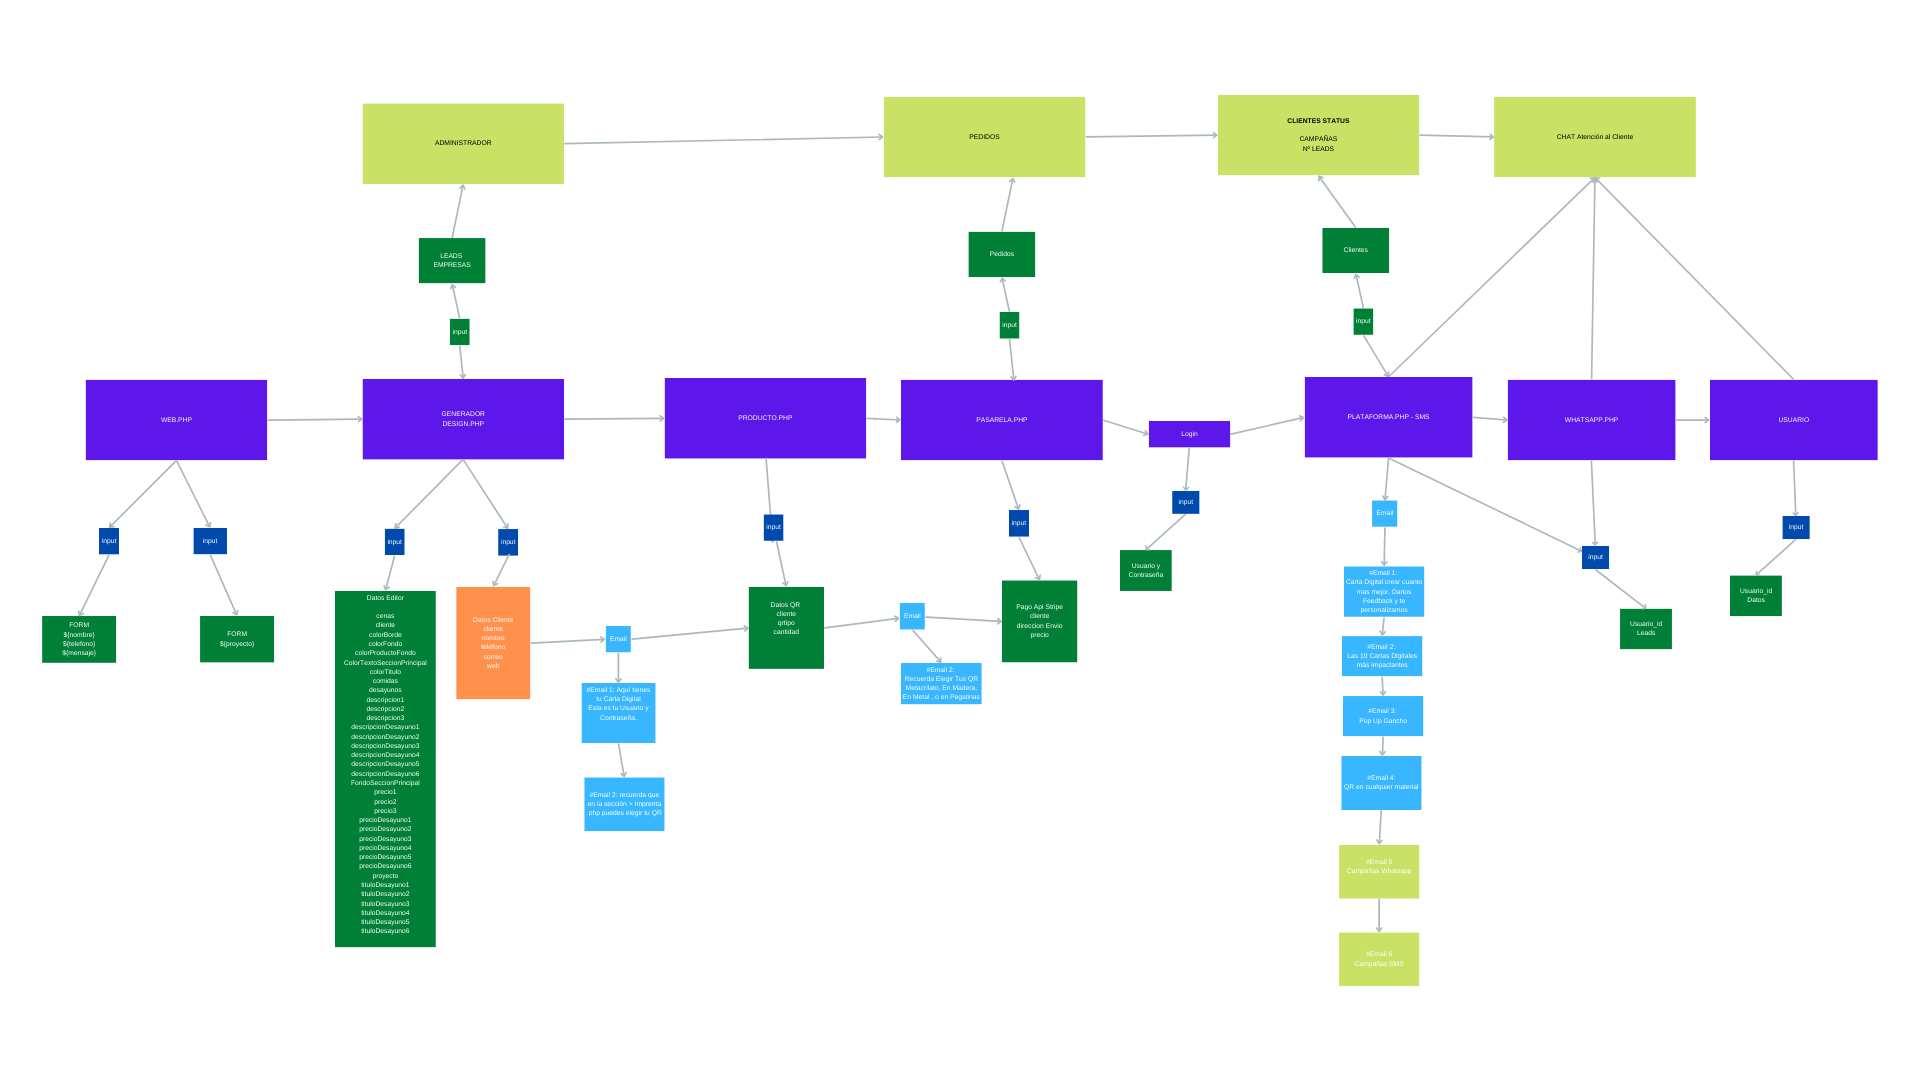 ADMINISTRADOR
PEDIDOS
CLIENTES STATUS
CAMPAÑAS
Nº LEADS
CHAT Atención al Cliente
LEADS
EMPRESAS
Pedidos
Clientes
input
input
input
WEB.PHP
GENERADOR
DESIGN.PHP
PRODUCTO.PHP
PASARELA.PHP
Login
PLATAFORMA.PHP - SMS
WHATSAPP.PHP
USUARIO
input
input
input
input
input
input
input
Email
input
input
FORM
${nombre}
${telefono}
${mensaje}
FORM
${proyecto}
Datos Editor
cenas
cliente
colorBorde
colorFondo
colorProductoFondo
ColorTextoSeccionPrincipal
colorTitulo
comidas
desayunos
descripcion1
descripcion2
descripcion3
descripcionDesayuno1
descripcionDesayuno2
descripcionDesayuno3
descripcionDesayuno4
descripcionDesayuno5
descripcionDesayuno6
FondoSeccionPrincipal
precio1
precio2
precio3
precioDesayuno1
precioDesayuno2
precioDesayuno3
precioDesayuno4
precioDesayuno5
precioDesayuno6
proyecto
tituloDesayuno1
tituloDesayuno2
tituloDesayuno3
tituloDesayuno4
tituloDesayuno5
tituloDesayuno6
Datos Cliente
cliente
nombre
telefono
correo
web
Email
#Email 1: Aquí tienes
tu Carta Digital
Esta es tu Usuario y
Contraseña.
#Email 2: recuerda que
en la sección > Imprenta
.php puedes elegir tu QR
Datos QR
cliente
qrtipo
cantidad
Email
#Email 2:
Recuerda Elegir Tus QR
Metacrilato, En Madera,
En Metal , o en Pegatinas
Pago Api Stripe
cliente
direccion Envio
precio
Usuario y
Contraseña
#Email 1:
Carta Digital crear cuanto
mas mejor. Danos
Feedback y te
personalizamos
#Email 2:
Las 10 Cartas Digitales
más impactantes
#Email 3:
Pop Up Gancho
#Email 4:
QR en cualquier material
#Email 5
Campañas Whatsapp
#Email 6
Campañas SMS
Usuario_id
Leads
Usuario_id
Datos